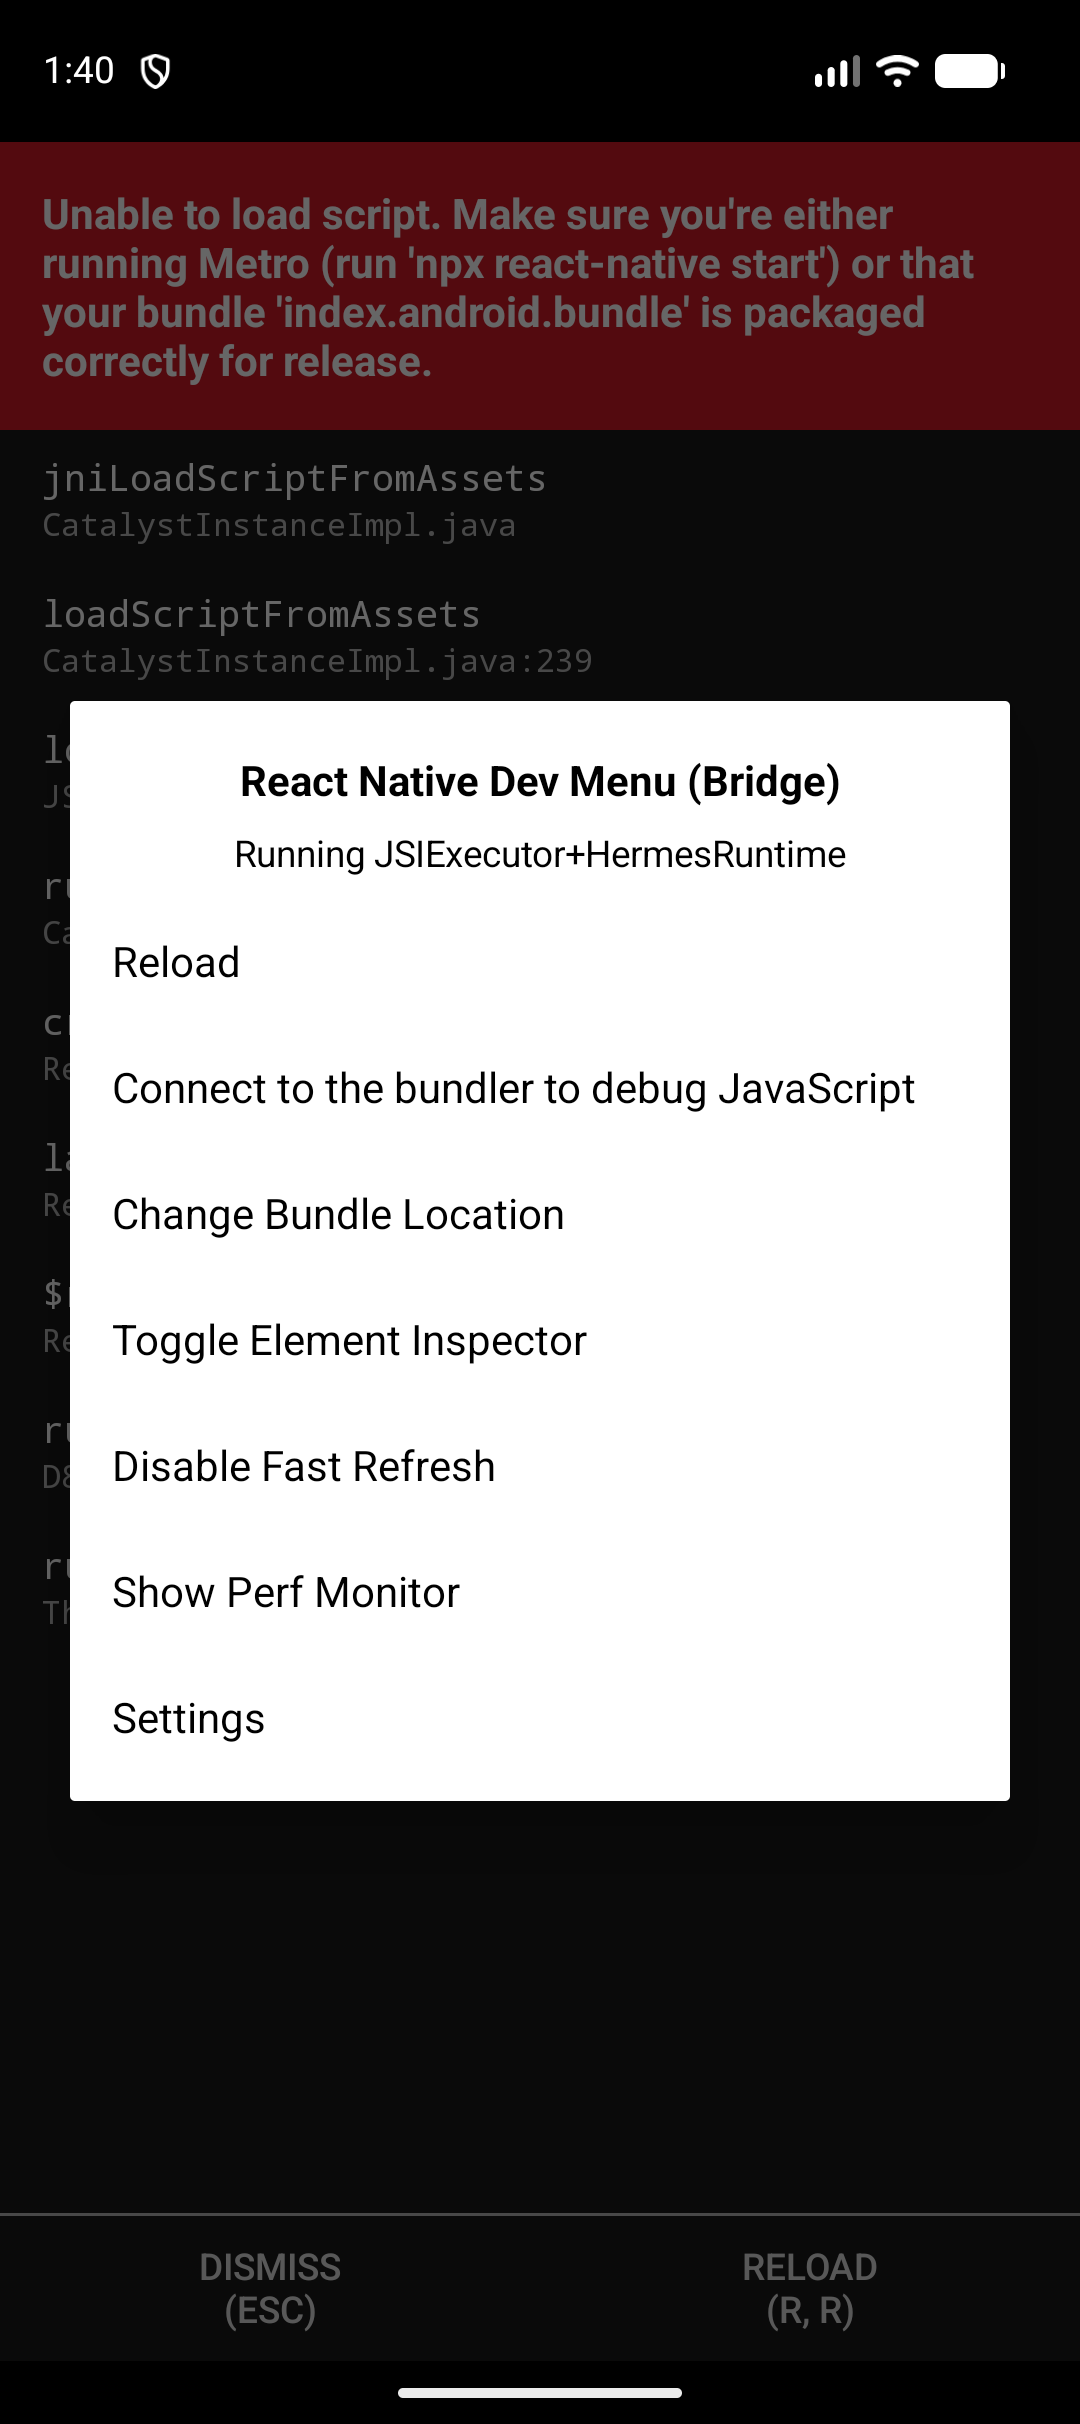 1:40
Unable to load script. Make sure you're either
running Metro (run 'npx react-native start') or that
your bundle 'index.android.bundle' is packaged
correctly for release.
jniLoadScriptFromAssets
CatalystInstanceImpl.java
loadScriptFromAssets
CatalystInstanceImpl.java:239
React Native Dev Menu (Bridge)
Running JSIExecutor+HermesRuntime
Reload
Connect to the bundler to debug JavaScript
Change Bundle Location
Toggle Element Inspector
Disable Fast Refresh
Show Perf Monitor
Settings
DISMISS
(ESC)
RELOAD
(R, R)